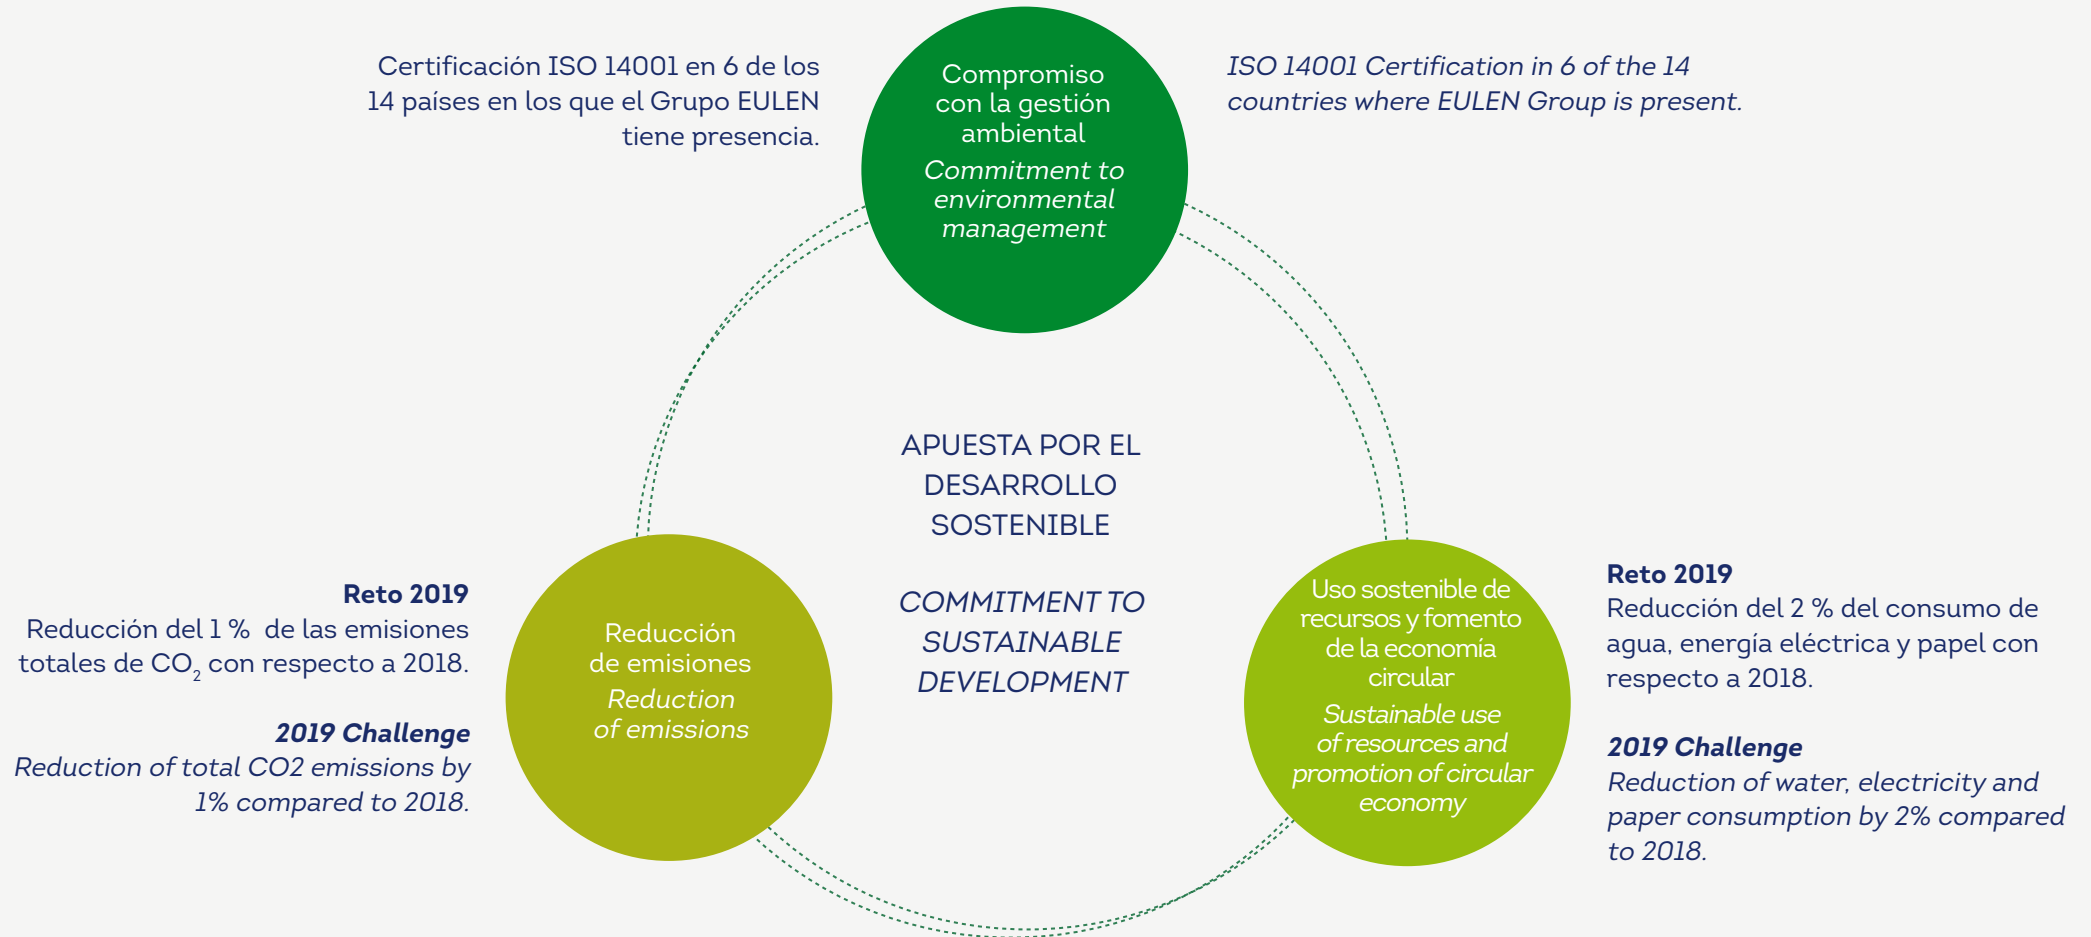 Certificación ISO 14001 en 6 de los
14 países en los que el Grupo EULEN
tiene presencia.
Compromiso
con la gestión
ambiental
Commitment to
environmental
management
ISO 14001 Certification in 6 of the 14
countries where EULEN Group is present.
APUESTA POR EL
DESARROLLO
SOSTENIBLE
COMMITMENT TO
SUSTAINABLE
DEVELOPMENT
Reto 2019
Reducción del 1 % de las emisiones
totales de CO₂ con respecto a 2018.
2019 Challenge
Reduction of total CO2 emissions by
1% compared to 2018.
Reducción
de emisiones
Reduction
of emissions
Uso sostenible de
recursos y fomento
de la economía
circular
Sustainable use
of resources and
promotion of circular
economy
Reto 2019
Reducción del 2 % del consumo de
agua, energía eléctrica y papel con
respecto a 2018.
2019 Challenge
Reduction of water, electricity and
paper consumption by 2% compared
to 2018.